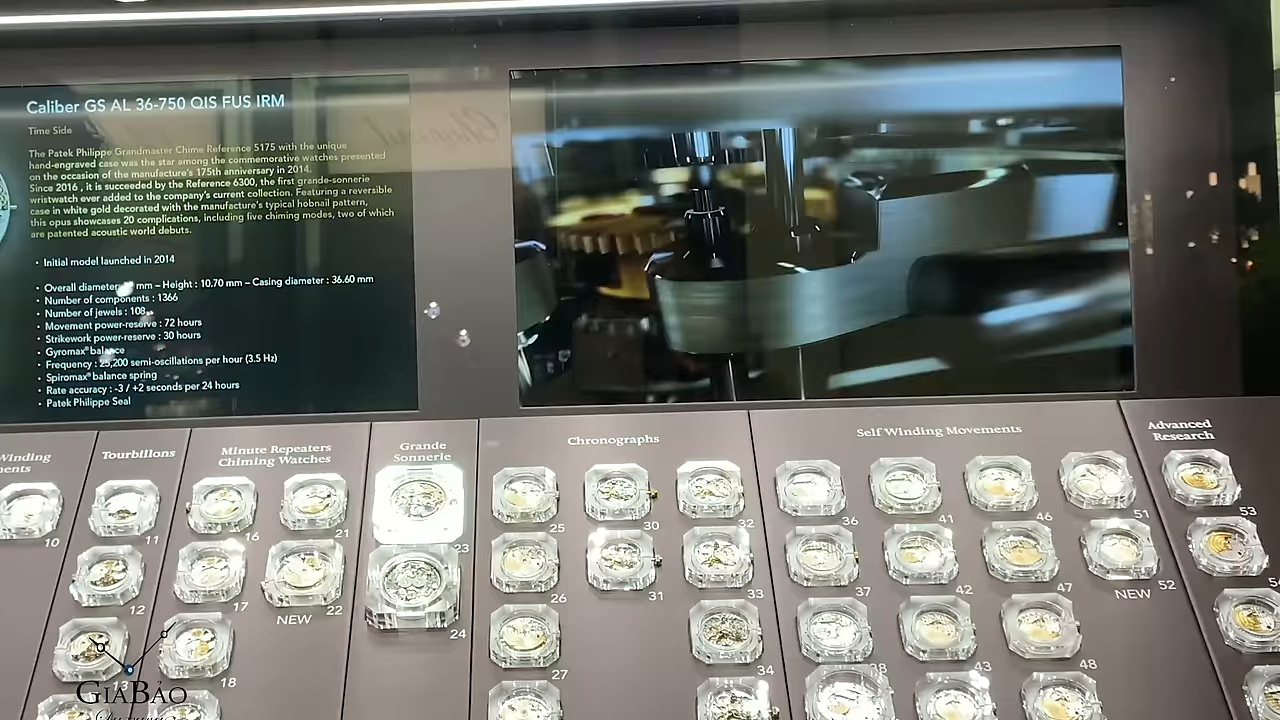 Caliber GS AL 36-750 QIS FUS IRM
Time Side
The Patek Philippe Grandmaster Chime Reference 5175 with the unique
hand-engraved case was the star among the commemorative watches presented
on the occasion of the manufacture's 175th anniversary in 2014.
Since 2016 , it is succeeded by the Reference 6300, the first grande-sonnerie
wristwatch ever added to the company's current collection. Featuring a reversible
case in white gold decorated with the manufacture's typical hobnail pattern,
this opus showcases 20 complications, including five chiming modes, two of which
are patented acoustic world debuts.
• Initial model launched in 2014
• Overall diameter mm – Height : 10.70 mm – Casing diameter : 36.60 mm
• Number of components : 1366
• Number of jewels : 108
• Movement power-reserve : 72 hours
• Strikework power-reserve : 30 hours
• Gyromax® balance
• Frequency : 25,200 semi-oscillations per hour (3.5 Hz)
• Spiromax® balance spring
• Rate accuracy : -3 / +2 seconds per 24 hours
• Patek Philippe Seal
Winding
Tourbillons
Minute Repeaters
Chiming Watches
Grande
Sonnerie
Chronographs
Self Winding Movements
Advanced
Research
10
11
16
21
23
25
30
32
36
41
46
51
53
12
17
22
NEW
24
26
31
33
37
42
47
52
NEW
18
27
34
38
43
48
GIABẢO